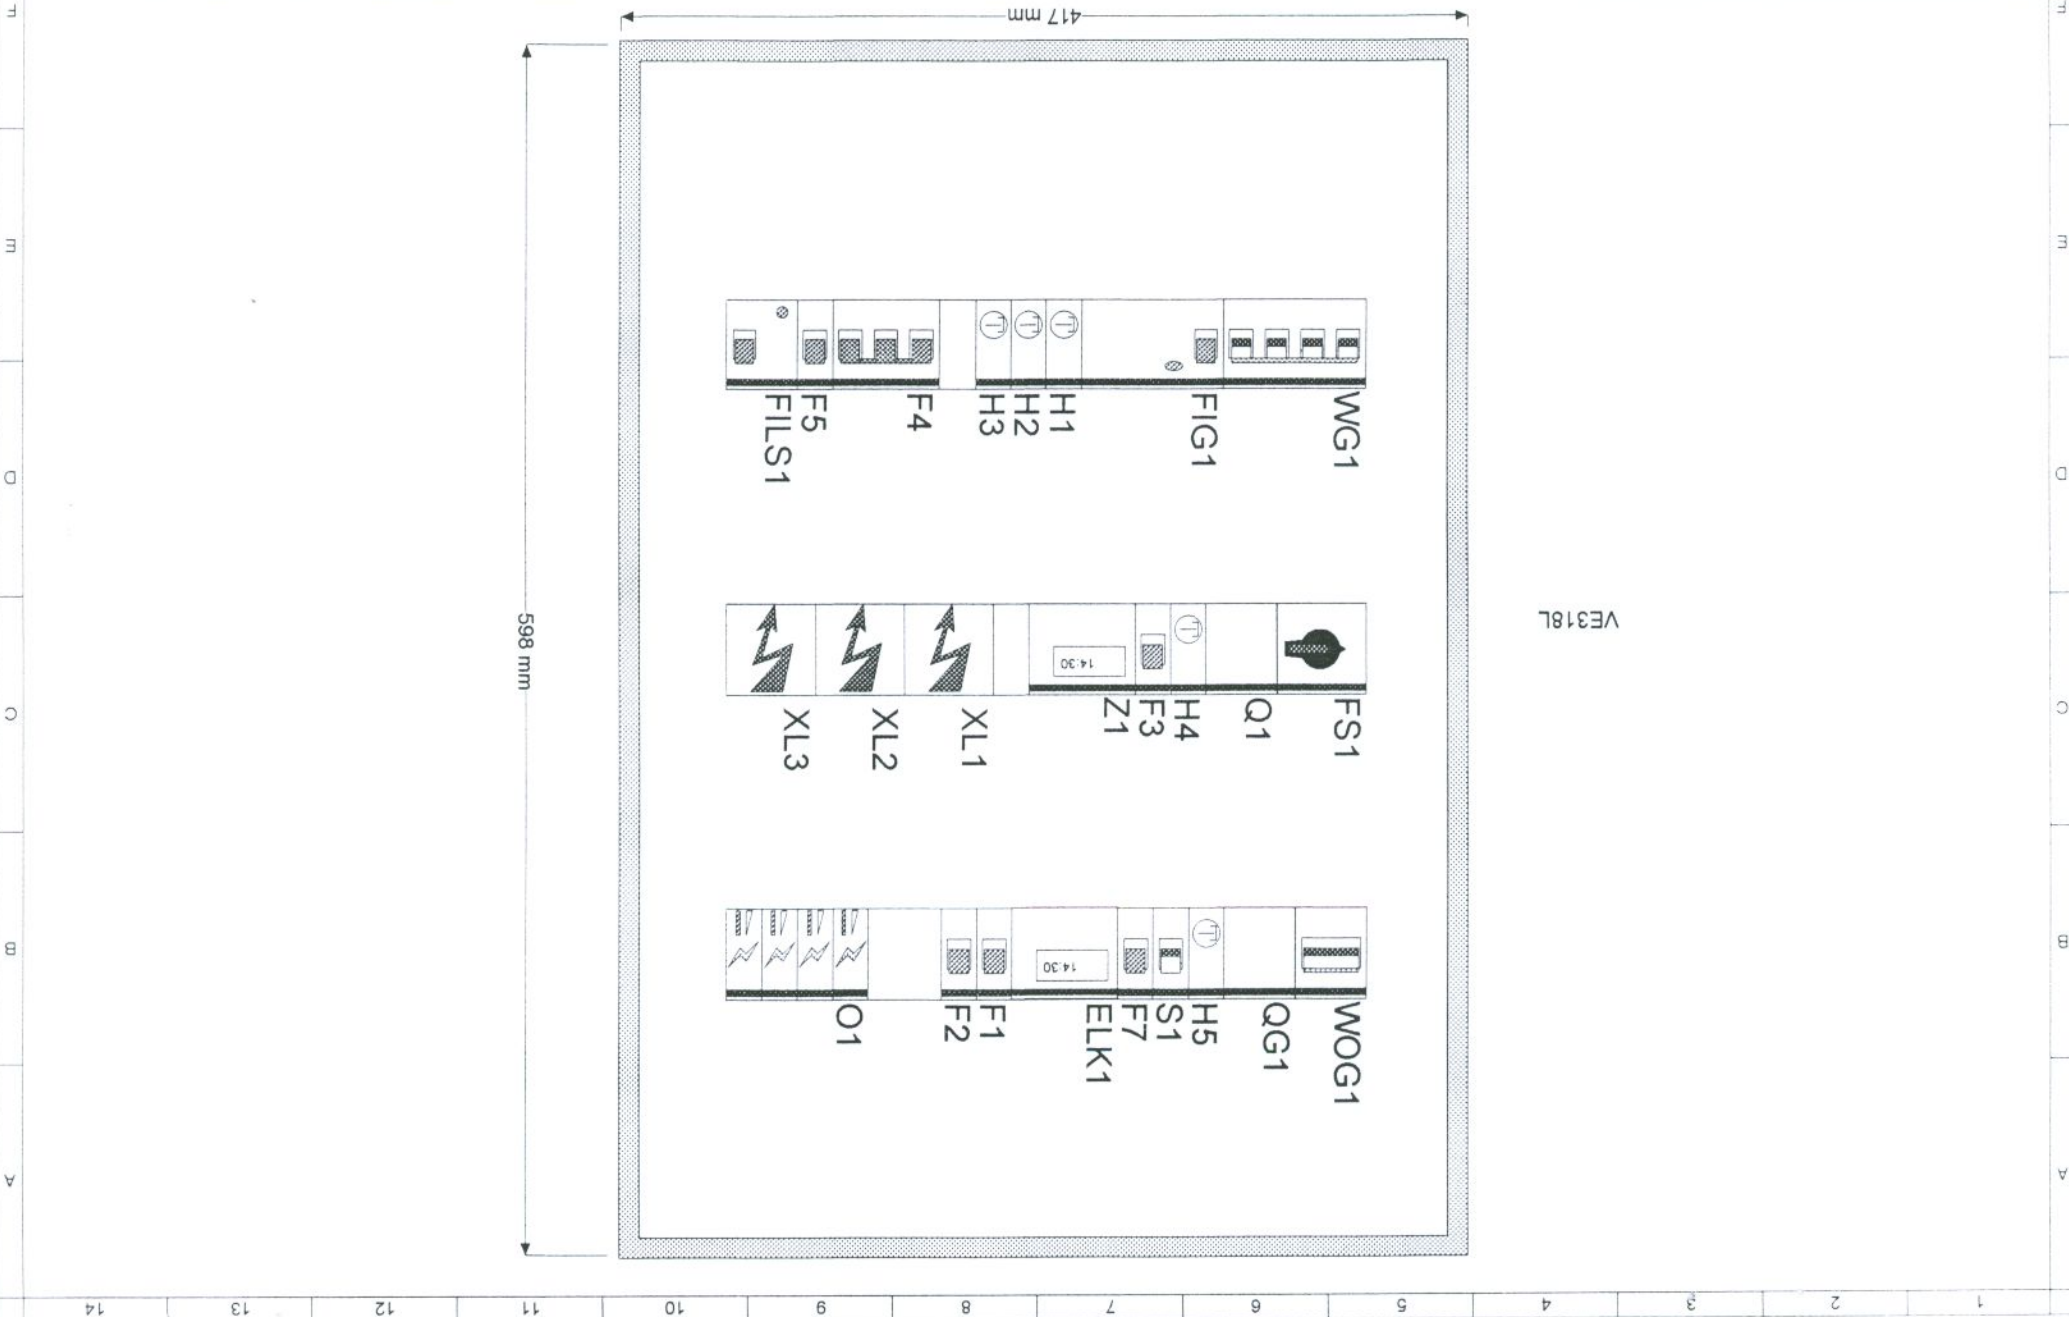 1 2 3 4 5 6 7 8 9 10 11 12 13 14
A A
WOG1
QG1
H5
S1
F7
ELK1
F1
F2
O1
B 14:30 B
FS1
Q1
H4
F3
Z1
XL1
XL2
XL3
C C
14:30
VE318L
598 mm
WG1
FIG1
H1
H2
H3
F4
F5
FILS1
D D
E E
417 mm
F F